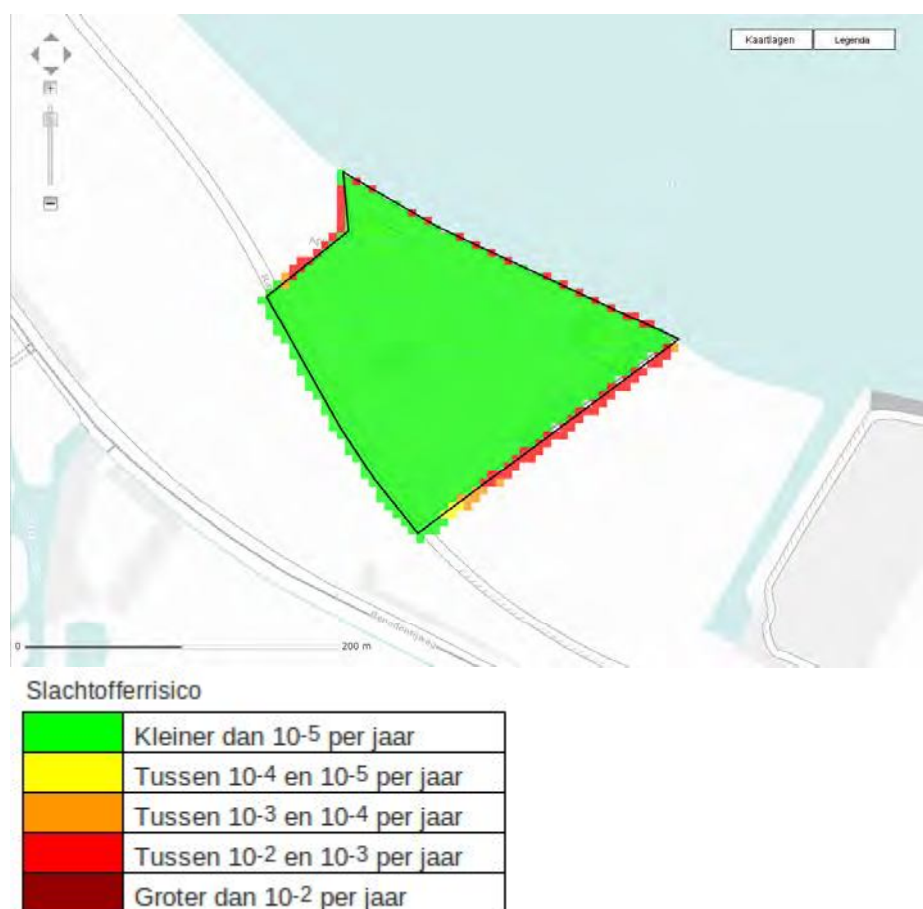 Kaartlagen Legenda
Benedenrijweg
0 200 m
Slachtofferrisico
Kleiner dan 10-5 per jaar
Tussen 10-4 en 10-5 per jaar
Tussen 10-3 en 10-4 per jaar
Tussen 10-2 en 10-3 per jaar
Groter dan 10-2 per jaar